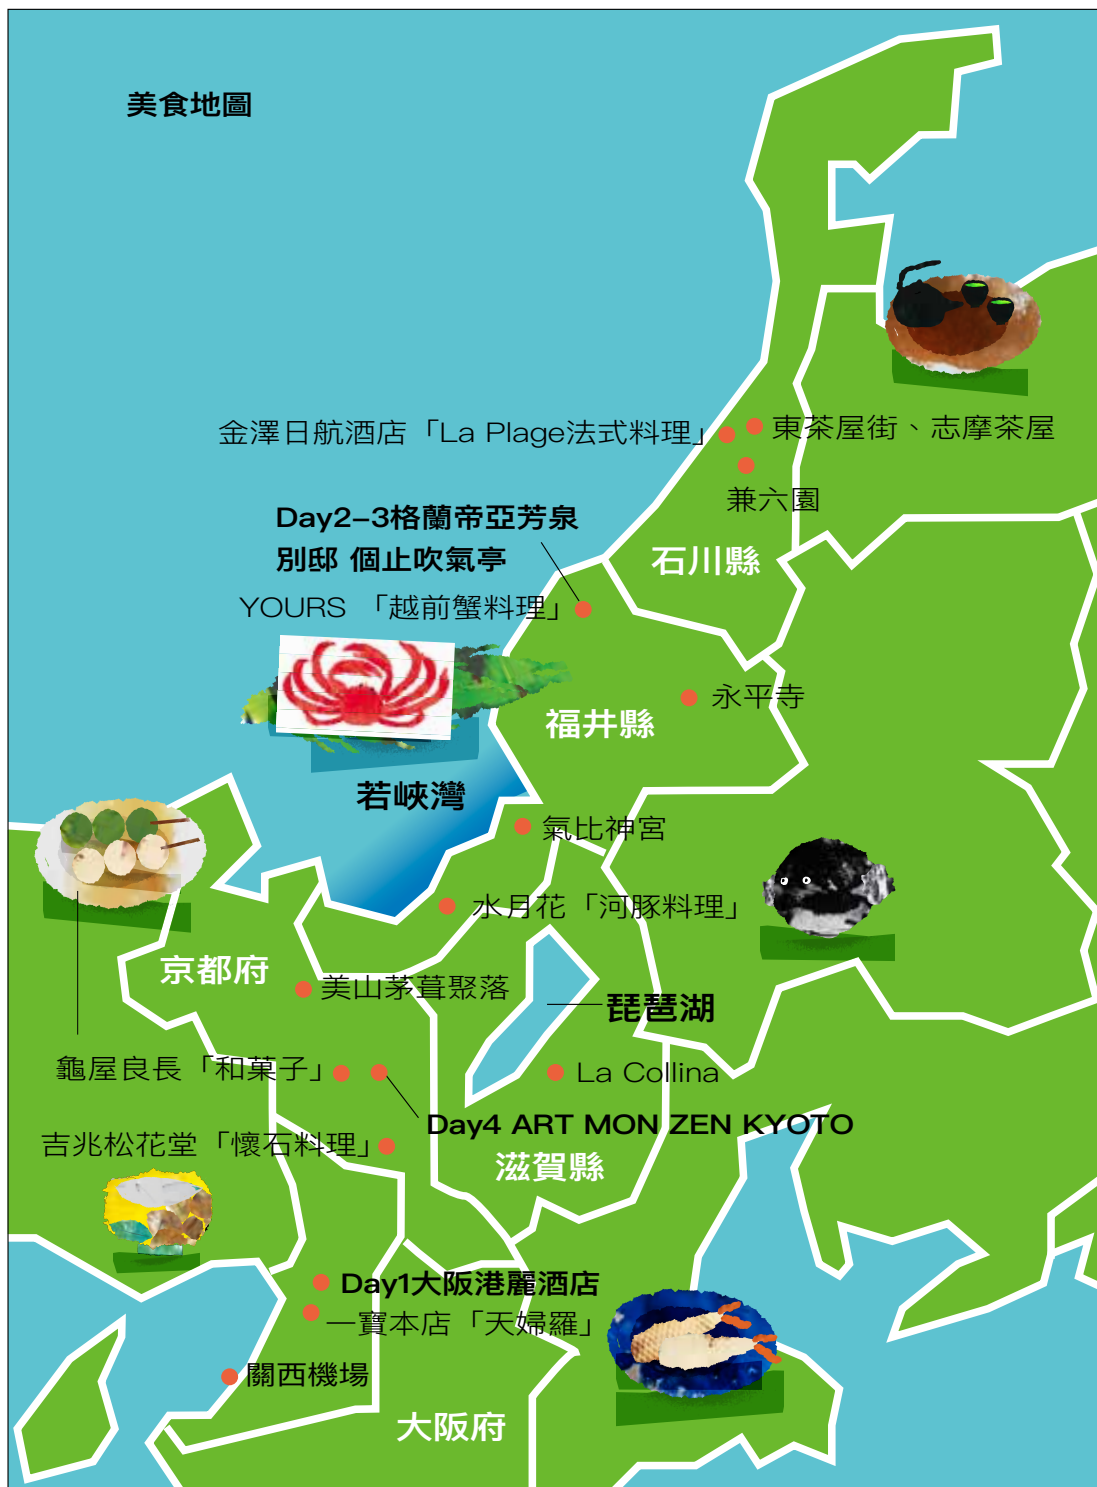 美食地圖
金澤日航酒店「La Plage法式料理」
東茶屋街、志摩茶屋
兼六園
Day2-3格蘭帝亞芳泉
別邸 個止吹氣亭
石川縣
YOURS 「越前蟹料理」
永平寺
福井縣
若峽灣
氣比神宮
水月花「河豚料理」
京都府
美山茅葺聚落
琵琶湖
龜屋良長「和菓子」
La Collina
Day4 ART MON ZEN KYOTO
吉兆松花堂「懷石料理」
滋賀縣
Day1大阪港麗酒店
一寶本店「天婦羅」
關西機場
大阪府